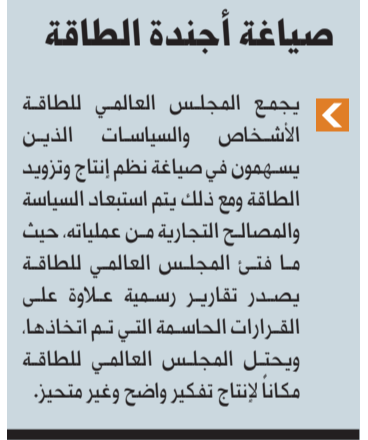 صياغة أجندة الطاقة
يجمع المجلس العالمي للطاقة
الأشخاص والسياسات الذين
يسهمون في صياغة نظم إنتاج وتزويد
الطاقة ومع ذلك يتم استبعاد السياسة
والمصالح التجارية من عملياته. حيث
ما فتئ المجلس العالمي للطاقة
يصدر تقارير رسمية علاوة على
القرارات الحاسمة التي تم اتخاذها.
ويحتل المجلس العالمي للطاقة
مكاناً لإنتاج تفكير واضح وغير متحيز.